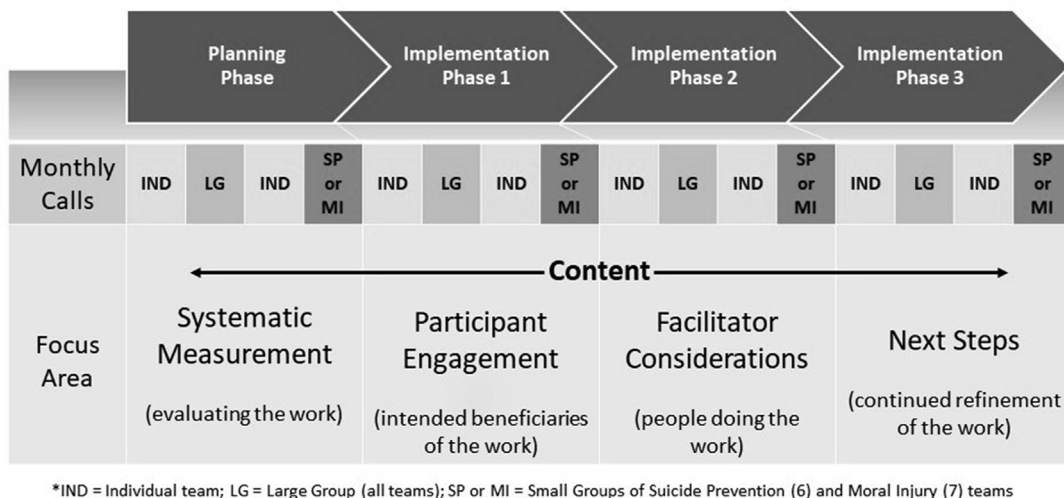 Planning
Phase
Implementation
Phase 1
Implementation
Phase 2
Implementation
Phase 3
Monthly
Calls
IND
LG
IND
SP
or
MI
IND
LG
IND
SP
or
MI
IND
LG
IND
SP
or
MI
IND
LG
IND
SP
or
MI
Focus
Area
Content
Systematic
Measurement
(evaluating the work)
Participant
Engagement
(intended beneficiaries
of the work)
Facilitator
Considerations
(people doing the
work)
Next Steps
(continued refinement
of the work)
*IND = Individual team; LG = Large Group (all teams); SP or MI = Small Groups of Suicide Prevention (6) and Moral Injury (7) teams